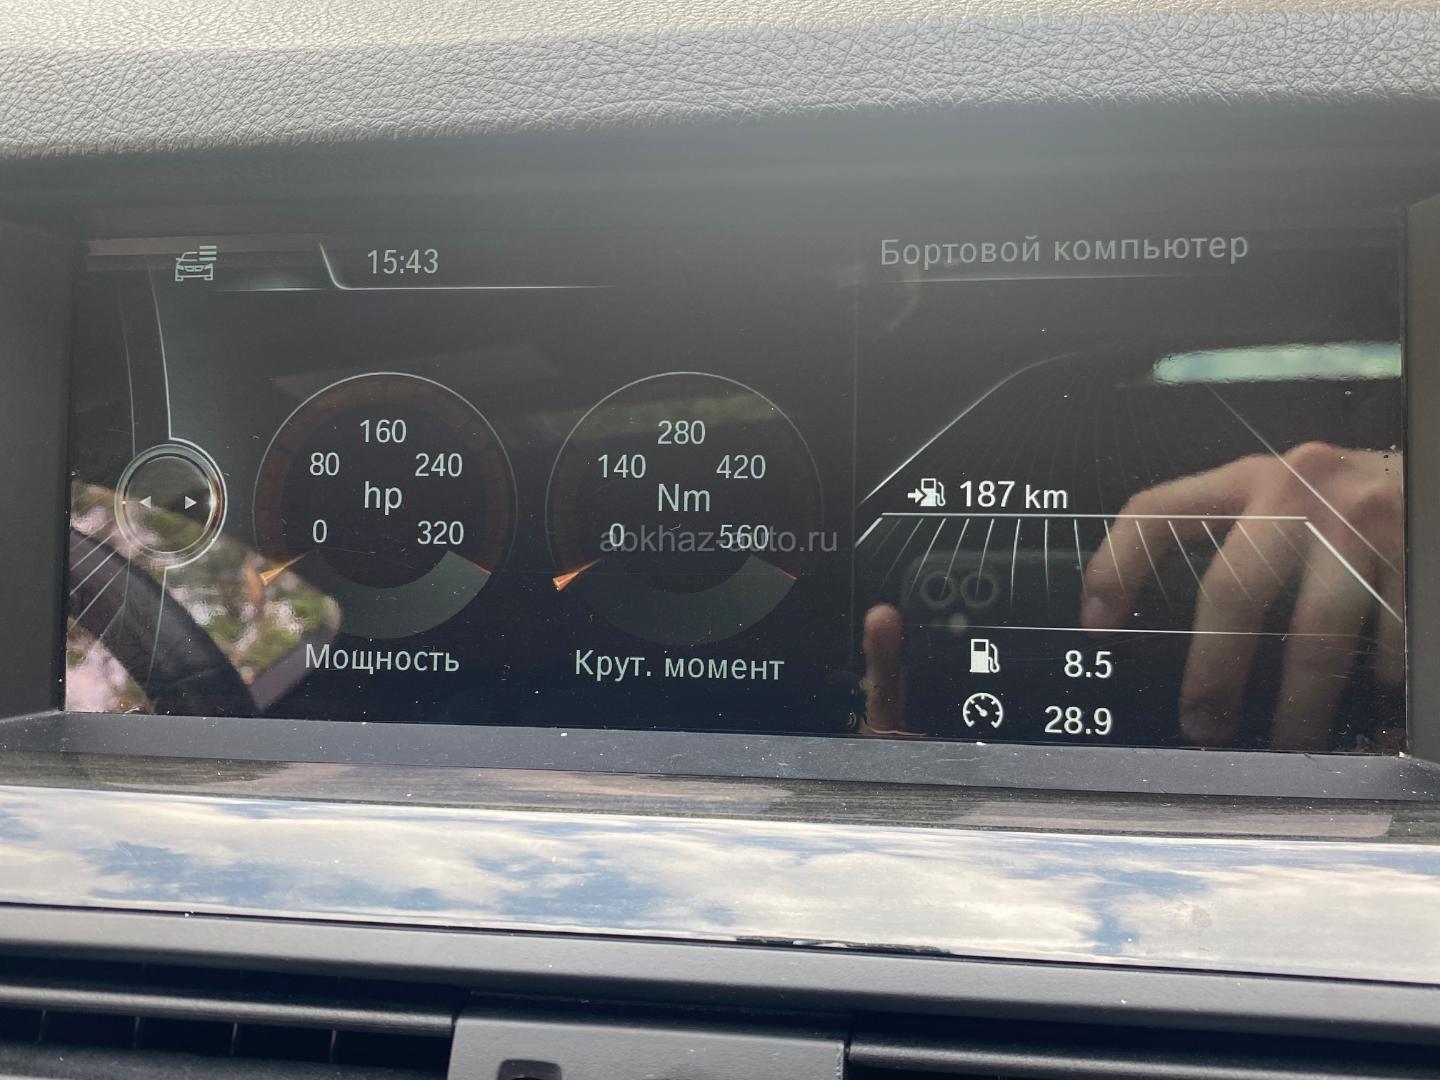 15:43
Бортовой компьютер
160
80 240
hp
0 320
Мощность
280
140 420
Nm
0 560
Крут. момент
abkhaz-auto.ru
187 km
8.5
28.9